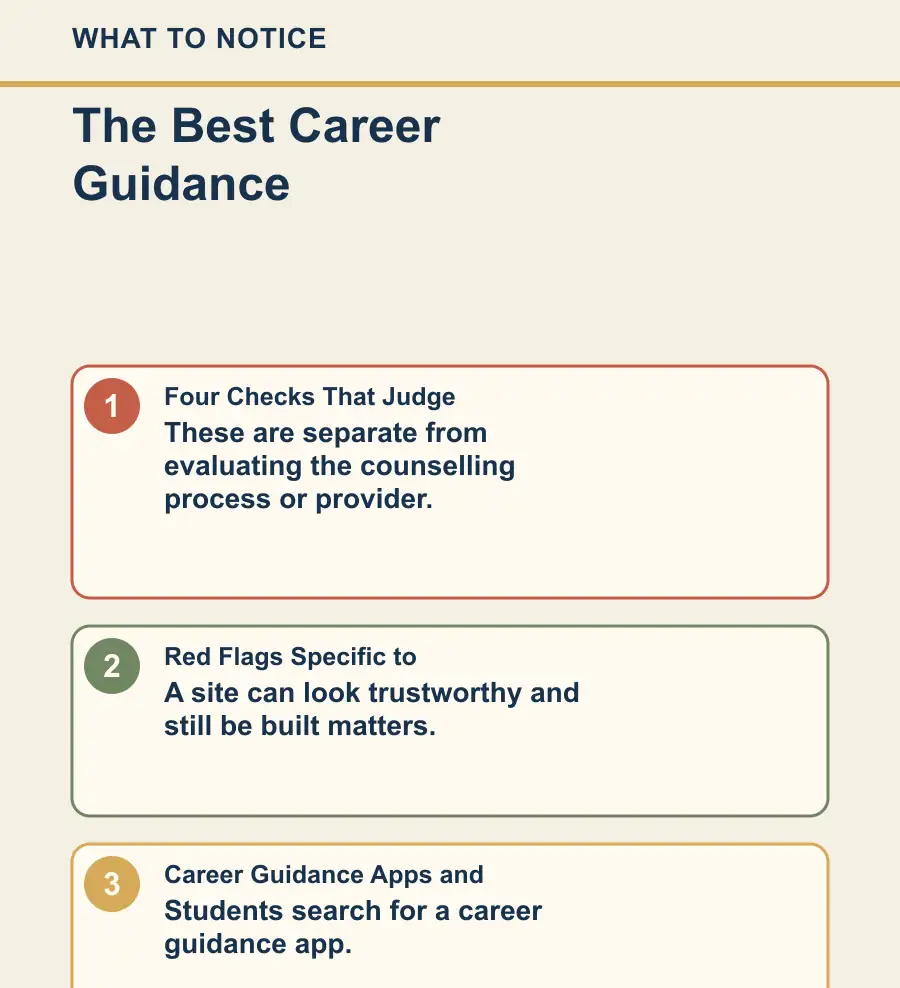 WHAT TO NOTICE
The Best Career
Guidance
1
Four Checks That Judge
These are separate from
evaluating the counselling
process or provider.
2
Red Flags Specific to
A site can look trustworthy and
still be built matters.
3
Career Guidance Apps and
Students search for a career
guidance app.